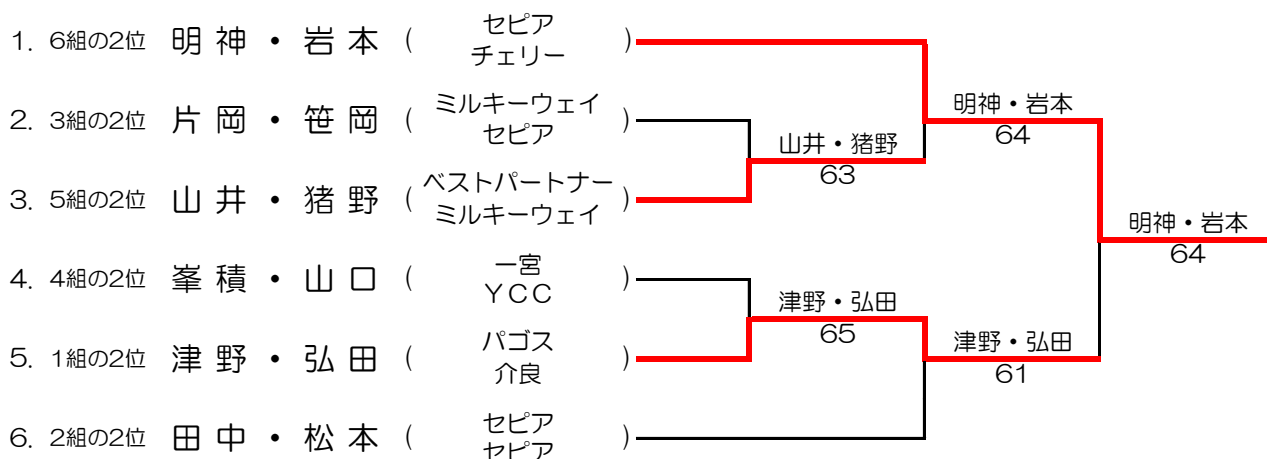 1. 6組の2位 明神・岩本 ( セピア
チェリー )
2. 3組の2位 片岡・笹岡 ( ミルキーウェイ
セピア )
3. 5組の2位 山井・猪野 ( ベストパートナー
ミルキーウェイ )
4. 4組の2位 峯積・山口 ( 一宮
YCC )
5. 1組の2位 津野・弘田 ( パゴス
介良 )
6. 2組の2位 田中・松本 ( セピア
セピア )
山井・猪野
63
津野・弘田
65
明神・岩本
64
津野・弘田
61
明神・岩本
64